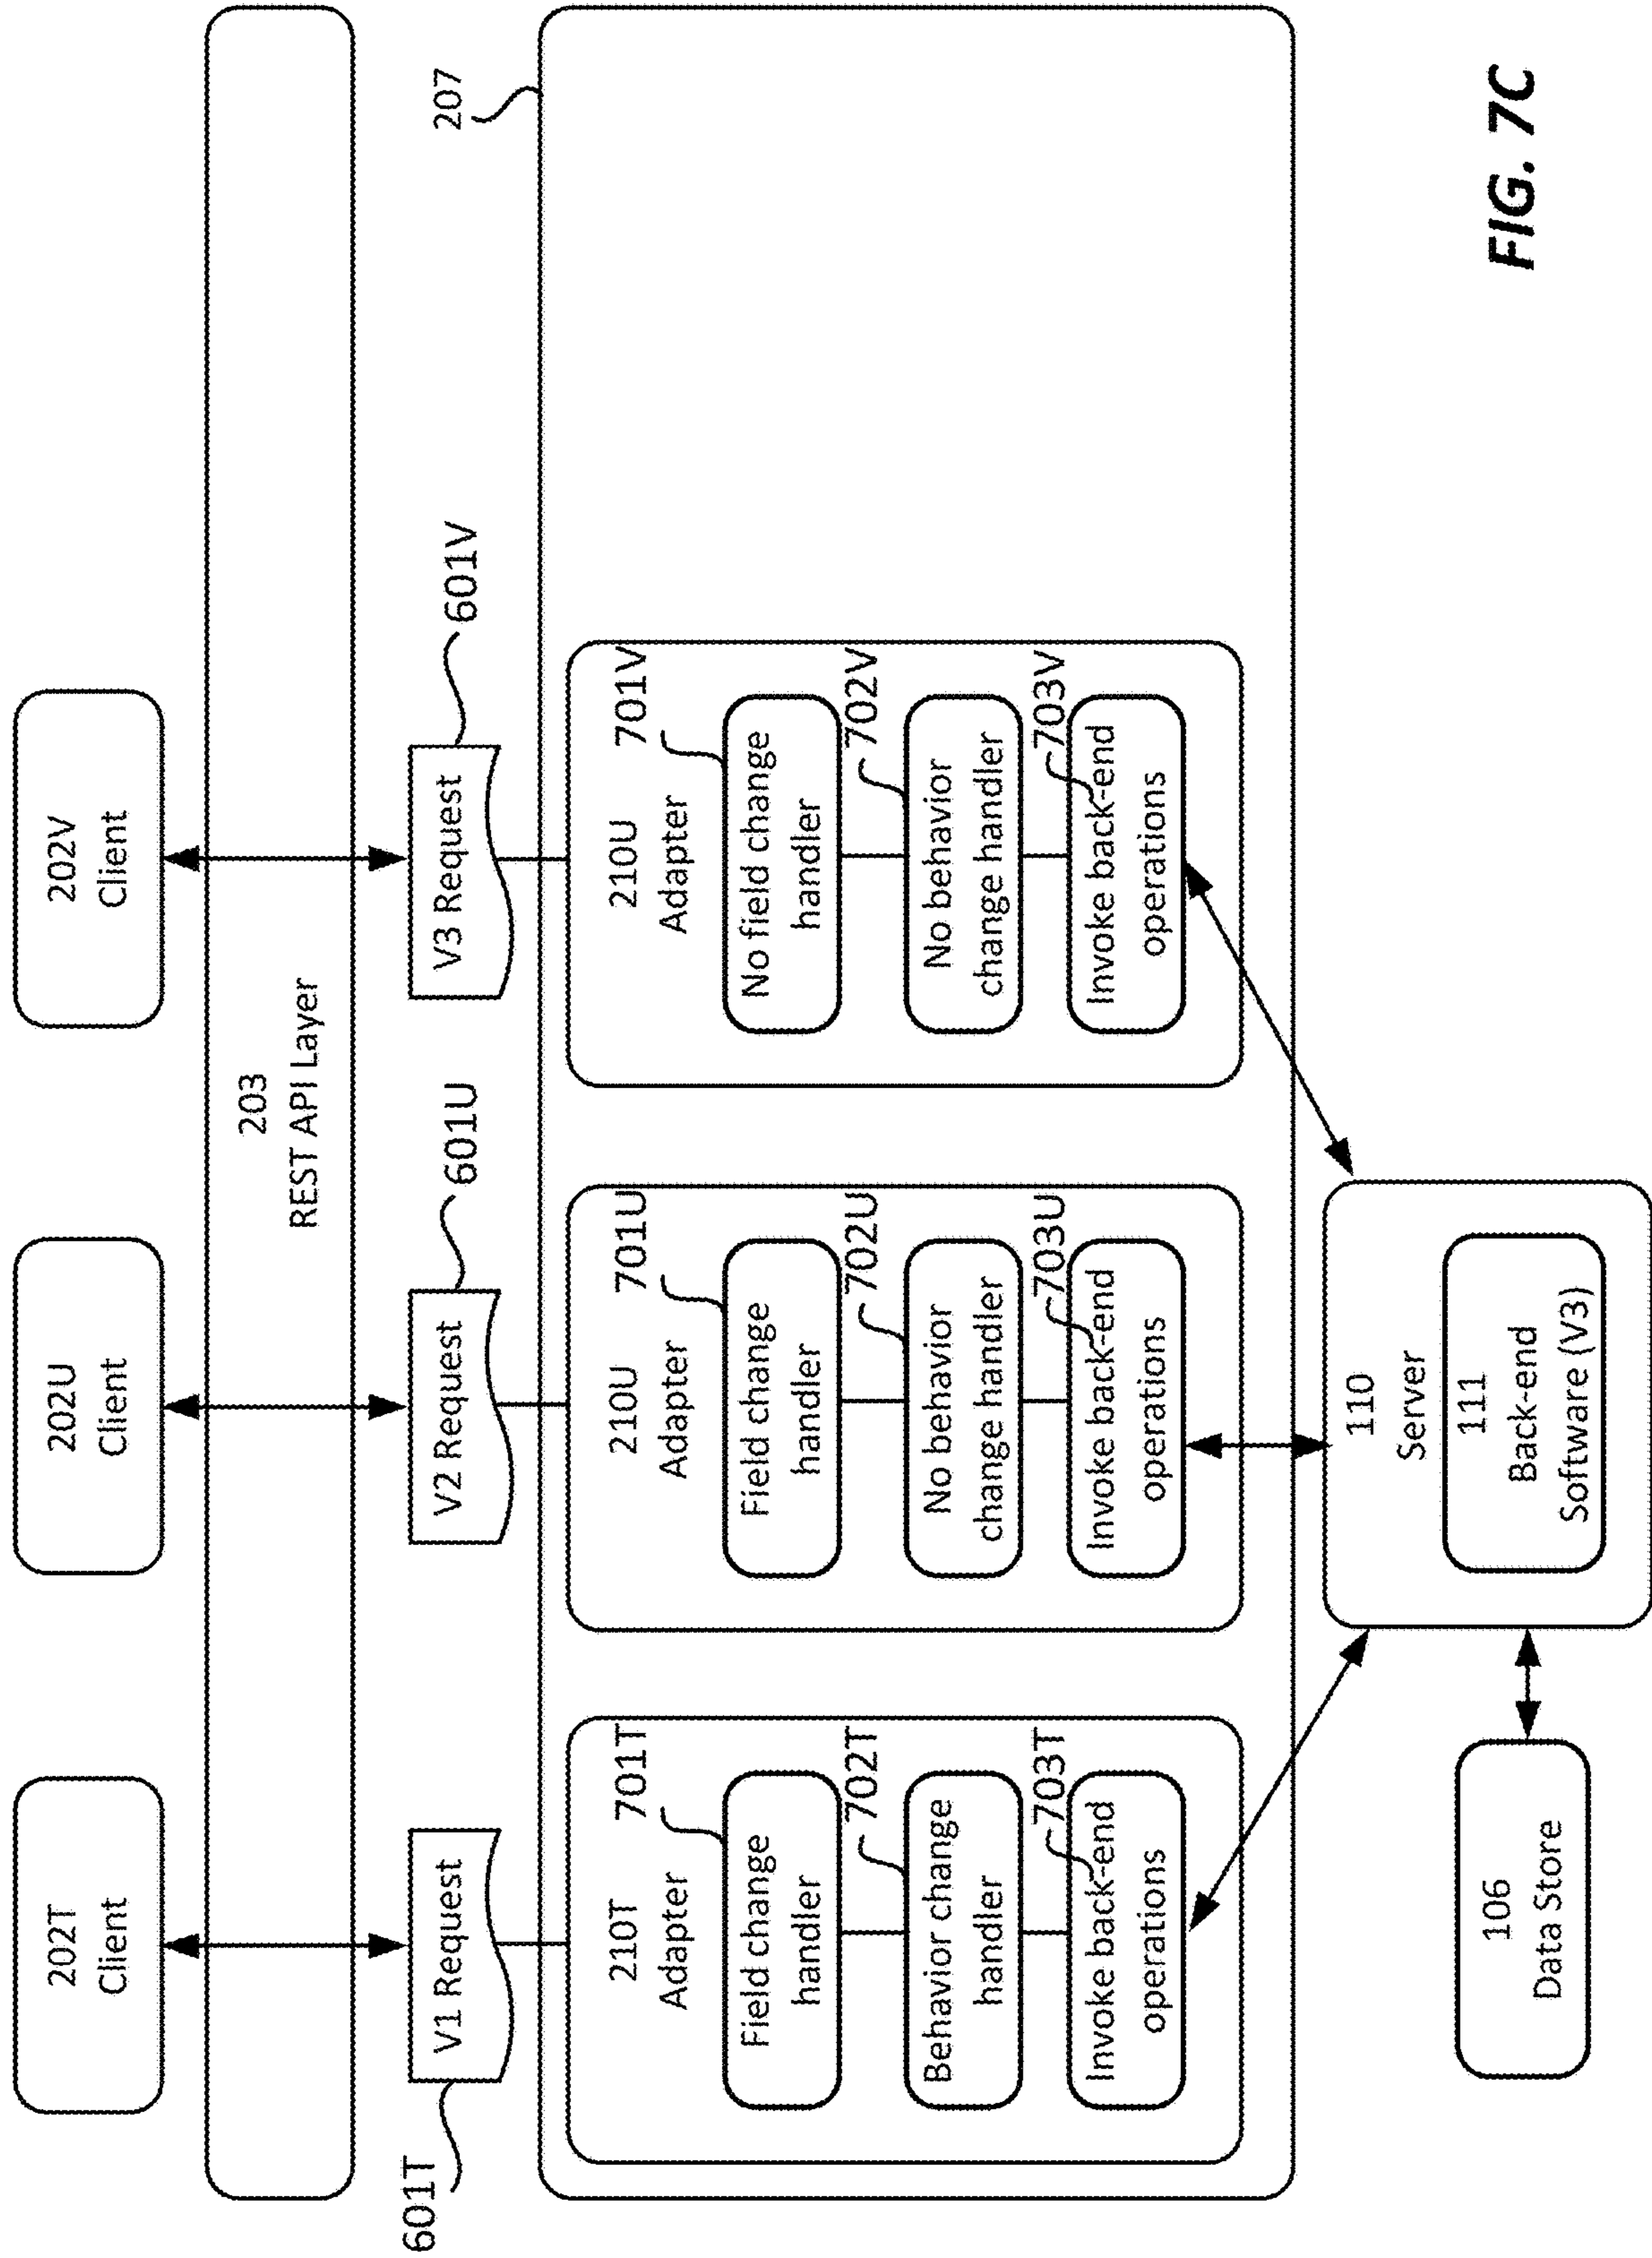 202T
Client
202U
Client
202V
Client
203
REST API Layer
601T
V1 Request
V2 Request
601U
V3 Request
601V
207
210T
Adapter
701T
Field change
handler
702T
Behavior change
handler
703T
Invoke back-end
operations
210U
Adapter
701U
Field change
handler
702U
No behavior
change handler
703U
Invoke back-end
operations
210U
Adapter
701V
No field change
handler
702V
No behavior
change handler
703V
Invoke back-end
operations
106
Data Store
110
Server
111
Back-end
Software (V3)
FIG. 7C